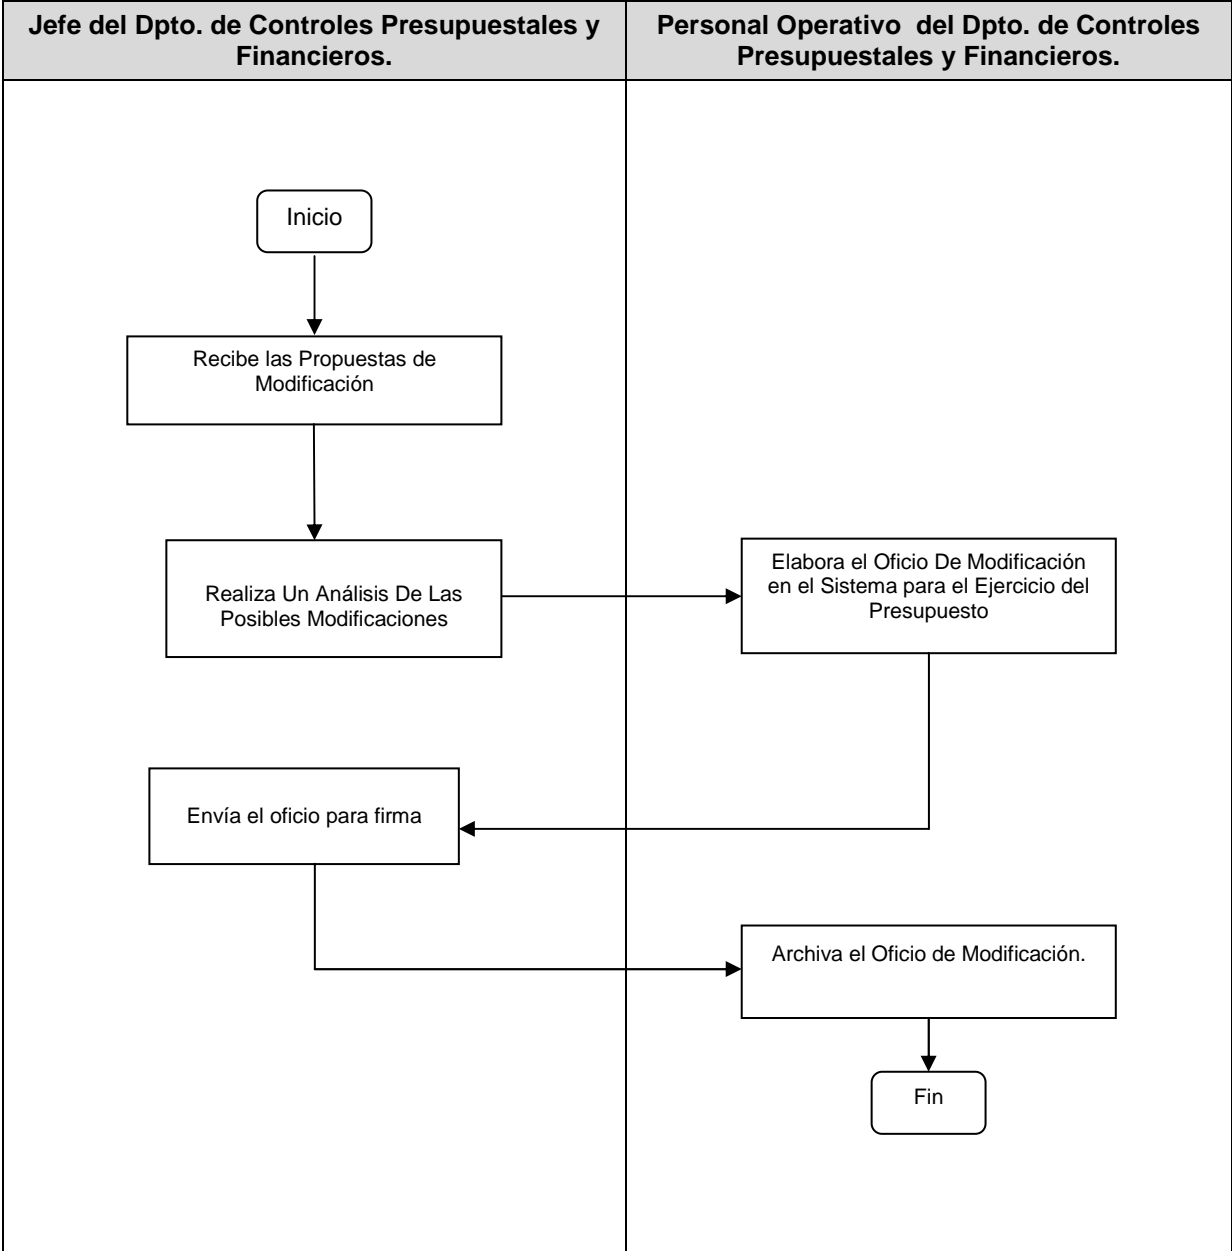 Jefe del Dpto. de Controles Presupuestales y
Financieros.
Personal Operativo  del Dpto. de Controles
Presupuestales y Financieros.
Inicio
Recibe las Propuestas de
Modificación
Realiza Un Análisis De Las
Posibles Modificaciones
Elabora el Oficio De Modificación
en el Sistema para el Ejercicio del
Presupuesto
Envía el oficio para firma
Archiva el Oficio de Modificación.
Fin